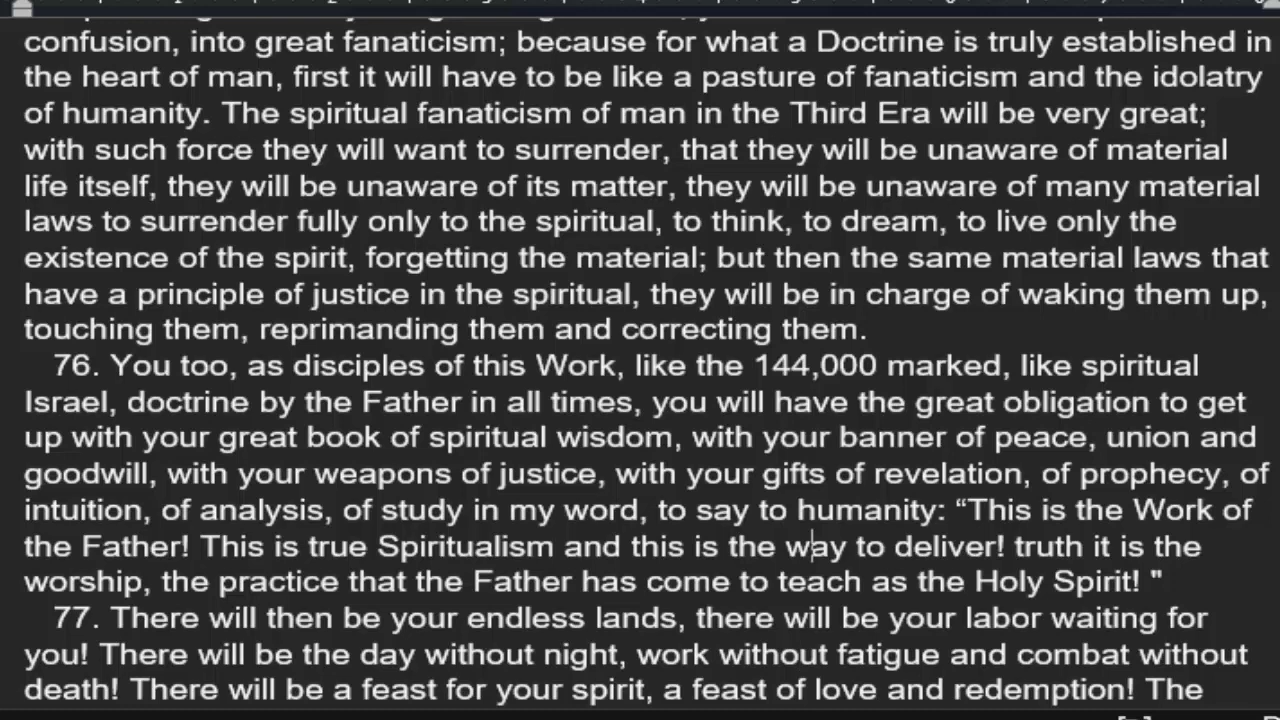 confusion, into great fanaticism; because for what a Doctrine is truly established in
the heart of man, first it will have to be like a pasture of fanaticism and the idolatry
of humanity. The spiritual fanaticism of man in the Third Era will be very great;
with such force they will want to surrender, that they will be unaware of material
life itself, they will be unaware of its matter, they will be unaware of many material
laws to surrender fully only to the spiritual, to think, to dream, to live only the
existence of the spirit, forgetting the material; but then the same material laws that
have a principle of justice in the spiritual, they will be in charge of waking them up,
touching them, reprimanding them and correcting them.
76. You too, as disciples of this Work, like the 144,000 marked, like spiritual
Israel, doctrine by the Father in all times, you will have the great obligation to get
up with your great book of spiritual wisdom, with your banner of peace, union and
goodwill, with your weapons of justice, with your gifts of revelation, of prophecy, of
intuition, of analysis, of study in my word, to say to humanity: “This is the Work of
the Father! This is true Spiritualism and this is the way to deliver! truth it is the
worship, the practice that the Father has come to teach as the Holy Spirit! "
77. There will then be your endless lands, there will be your labor waiting for
you! There will be the day without night, work without fatigue and combat without
death! There will be a feast for your spirit, a feast of love and redemption! The